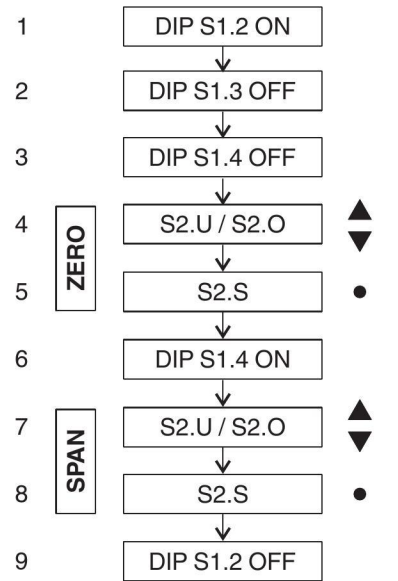 1 DIP S1.2 ON
2 DIP S1.3 OFF
3 DIP S1.4 OFF
ZERO
4 S2.U / S2.O
5 S2.S
6 DIP S1.4 ON
SPAN
7 S2.U / S2.O
8 S2.S
9 DIP S1.2 OFF